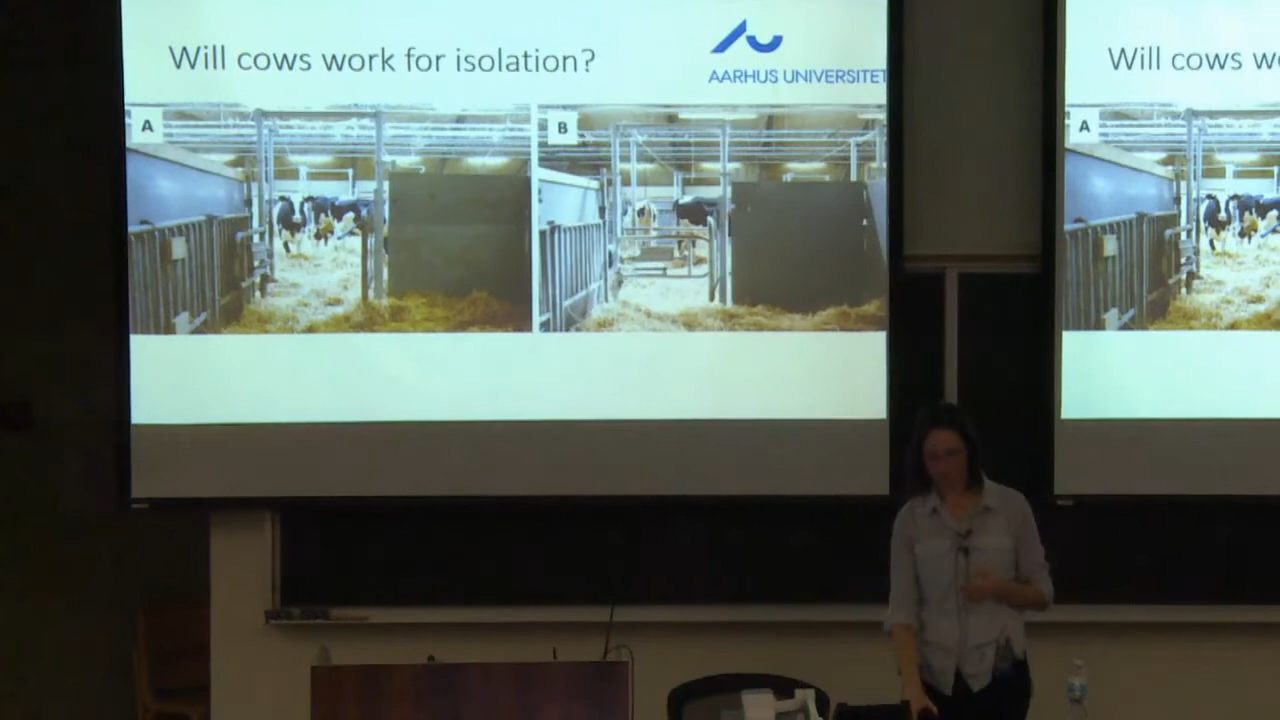 Will cows work for isolation?
AARHUS UNIVERSITET
A
B
Will cows w
A